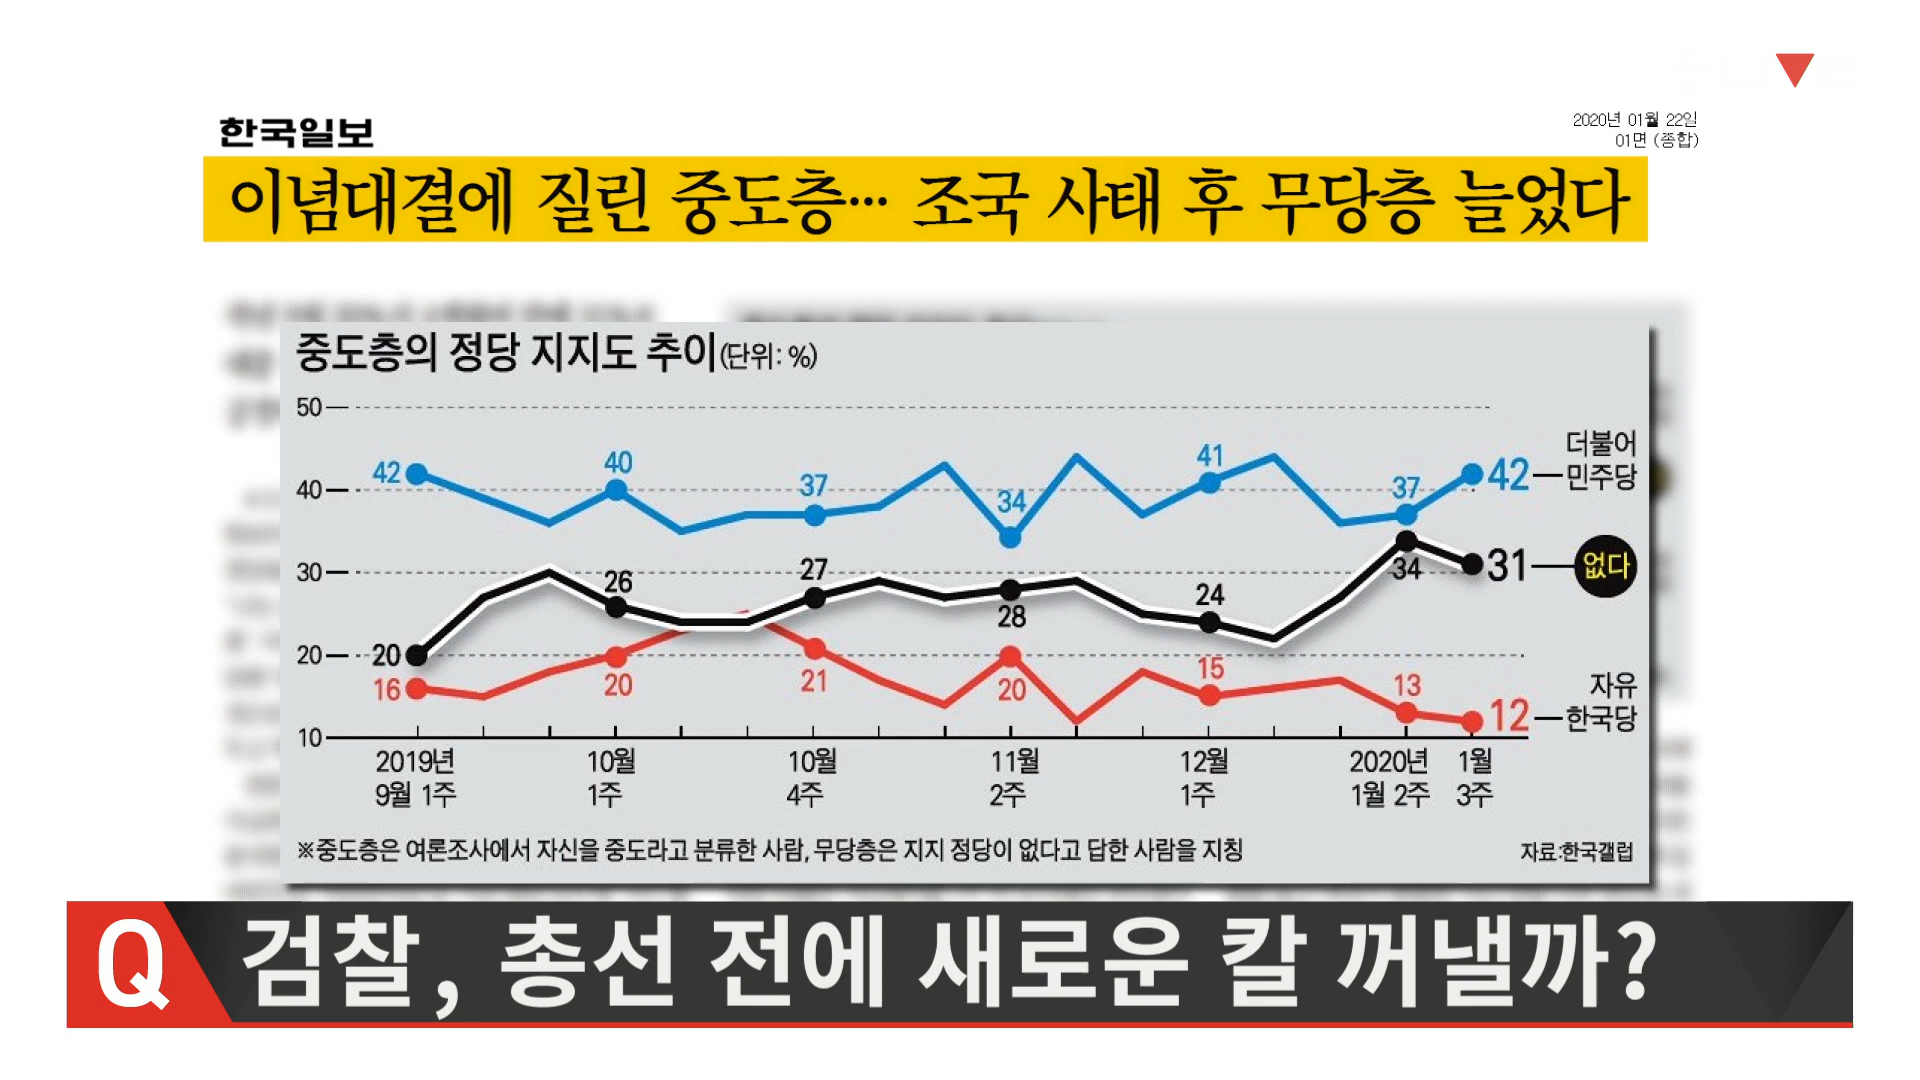 한국일보
2020년 01월 22일
01면 (종합)
이념대결에 질린 중도층… 조국 사태 후 무당층 늘었다
중도층의 정당 지지도 추이(단위: %)
50
40
30
20
10
42
40
37
34
41
37
42
더불어
민주당
20
26
27
28
24
34
31
없다
16
20
21
20
15
13
12
자유
한국당
2019년
9월 1주
10월
1주
10월
4주
11월
2주
12월
1주
2020년
1월 2주
1월
3주
※중도층은 여론조사에서 자신을 중도라고 분류한 사람, 무당층은 지지 정당이 없다고 답한 사람을 지칭
자료:한국갤럽
Q 검찰, 총선 전에 새로운 칼 꺼낼까?